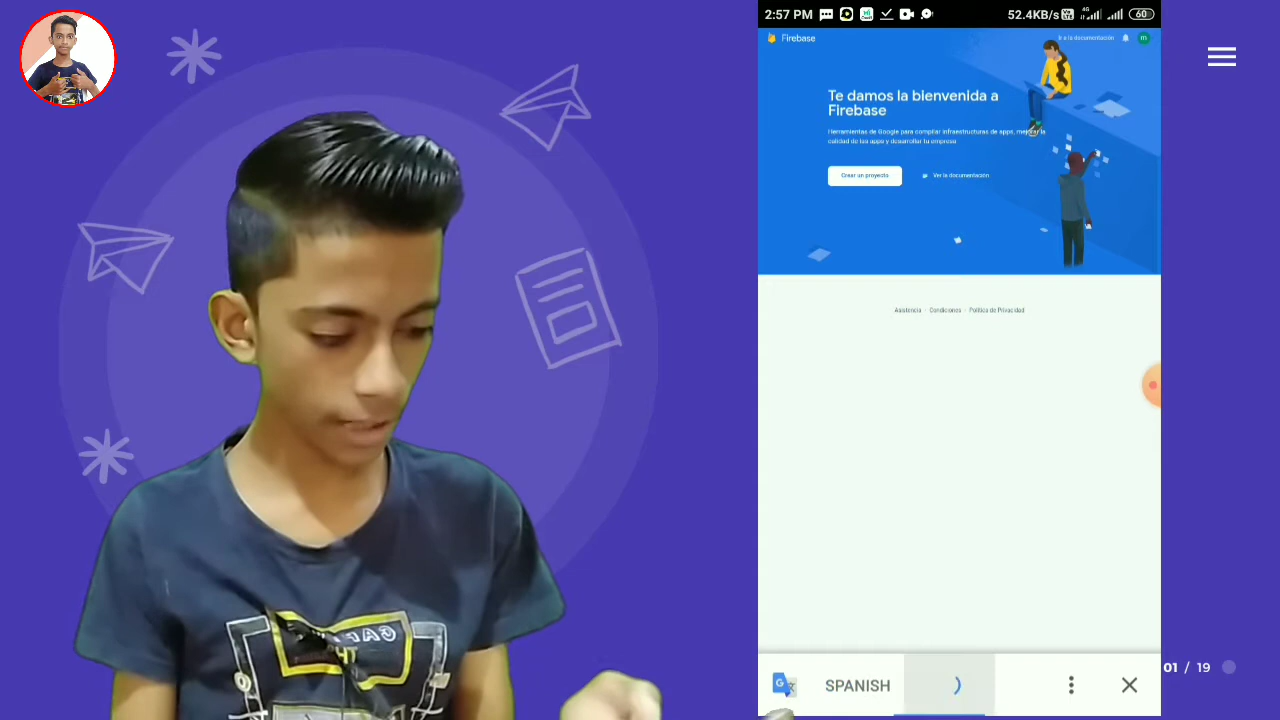 2:57 PM
52.4KB/s
4G
60
Firebase
Ir a la documentación
m
Te damos la bienvenida a
Firebase
Herramientas de Google para compilar infraestructuras de apps, mejorar la
calidad de las apps y desarrollar tu empresa
Crear un proyecto
Ver la documentación
Asistencia
Condiciones
Política de Privacidad
SPANISH
01 / 19